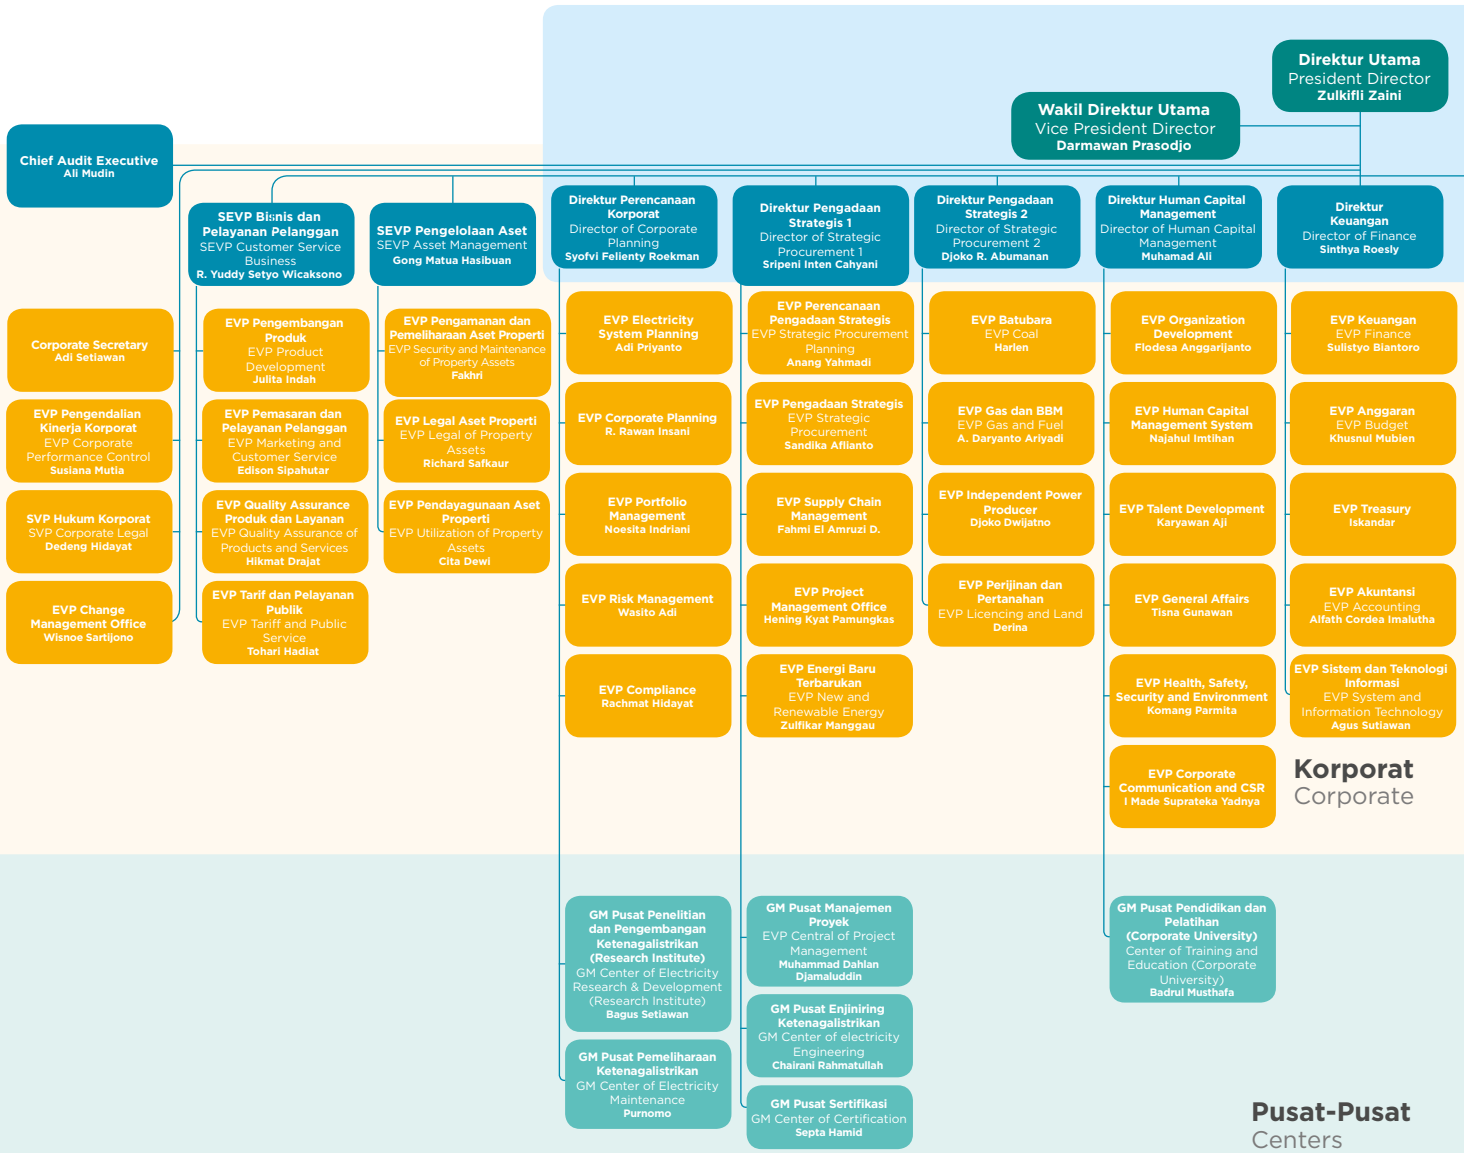 Direktur Utama
President Director
Zulkifli Zaini
Wakil Direktur Utama
Vice President Director
Darmawan Prasodjo
Chief Audit Executive
Ali Mudin
SEVP Bisnis dan
Pelayanan Pelanggan
SEVP Customer Service
Business
R. Yuddy Setyo Wicaksono
SEVP Pengelolaan Aset
SEVP Asset Management
Gong Matua Hasibuan
Direktur Perencanaan
Korporat
Director of Corporate
Planning
Syofvi Felienty Roekman
Direktur Pengadaan
Strategis 1
Director of Strategic
Procurement 1
Sripeni Inten Cahyani
Direktur Pengadaan
Strategis 2
Director of Strategic
Procurement 2
Djoko R. Abumanan
Direktur Human Capital
Management
Director of Human Capital
Management
Muhamad Ali
Direktur
Keuangan
Director of Finance
Sinthya Roesly
Corporate Secretary
Adi Setiawan
EVP Pengendalian
Kinerja Korporat
EVP Corporate
Performance Control
Susiana Mutia
SVP Hukum Korporat
SVP Corporate Legal
Dedeng Hidayat
EVP Change
Management Office
Wisnoe Sartijono
EVP Pengembangan
Produk
EVP Product
Development
Julita Indah
EVP Pemasaran dan
Pelayanan Pelanggan
EVP Marketing and
Customer Service
Edison Sipahutar
EVP Quality Assurance
Produk dan Layanan
EVP Quality Assurance of
Products and Services
Hikmat Drajat
EVP Tarif dan Pelayanan
Publik
EVP Tariff and Public
Service
Tohari Hadiat
EVP Pengamanan dan
Pemeliharaan Aset Properti
EVP Security and Maintenance
of Property Assets
Fakhri
EVP Legal Aset Properti
EVP Legal of Property
Assets
Richard Safkaur
EVP Pendayagunaan Aset
Properti
EVP Utilization of Property
Assets
Cita Dewi
EVP Electricity
System Planning
Adi Priyanto
EVP Corporate Planning
R. Rawan Insani
EVP Portfolio
Management
Noesita Indriani
EVP Risk Management
Wasito Adi
EVP Compliance
Rachmat Hidayat
EVP Perencanaan
Pengadaan Strategis
EVP Strategic Procurement
Planning
Anang Yahmadi
EVP Pengadaan Strategis
EVP Strategic
Procurement
Sandika Aflianto
EVP Supply Chain
Management
Fahmi El Amruzi D.
EVP Project
Management Office
Hening Kyat Pamungkas
EVP Energi Baru
Terbarukan
EVP New and
Renewable Energy
Zulfikar Manggau
EVP Batubara
EVP Coal
Harlen
EVP Gas dan BBM
EVP Gas and Fuel
A. Daryanto Ariyadi
EVP Independent Power
Producer
Djoko Dwijatno
EVP Perijinan dan
Pertanahan
EVP Licencing and Land
Derina
EVP Organization
Development
Flodesa Anggarijanto
EVP Human Capital
Management System
Najahul Imtihan
EVP Talent Development
Karyawan Aji
EVP General Affairs
Tisna Gunawan
EVP Health, Safety,
Security and Environment
Komang Parmita
EVP Corporate
Communication and CSR
I Made Suprateka Yadnya
EVP Keuangan
EVP Finance
Sulistyo Biantoro
EVP Anggaran
EVP Budget
Khusnul Mubien
EVP Treasury
Iskandar
EVP Akuntansi
EVP Accounting
Alfath Cordea Imalutha
EVP Sistem dan Teknologi
Informasi
EVP System and
Information Technology
Agus Sutiawan
Korporat
Corporate
GM Pusat Penelitian
dan Pengembangan
Ketenagalistrikan
(Research Institute)
GM Center of Electricity
Research & Development
(Research Institute)
Bagus Setiawan
GM Pusat Pemeliharaan
Ketenagalistrikan
GM Center of Electricity
Maintenance
Purnomo
GM Pusat Manajemen
Proyek
EVP Central of Project
Management
Muhammad Dahlan
Djamaluddin
GM Pusat Enjiniring
Ketenagalistrikan
GM Center of electricity
Engineering
Chairani Rahmatullah
GM Pusat Sertifikasi
GM Center of Certification
Septa Hamid
GM Pusat Pendidikan dan
Pelatihan
(Corporate University)
Center of Training and
Education (Corporate
University)
Badrul Musthafa
Pusat-Pusat
Centers